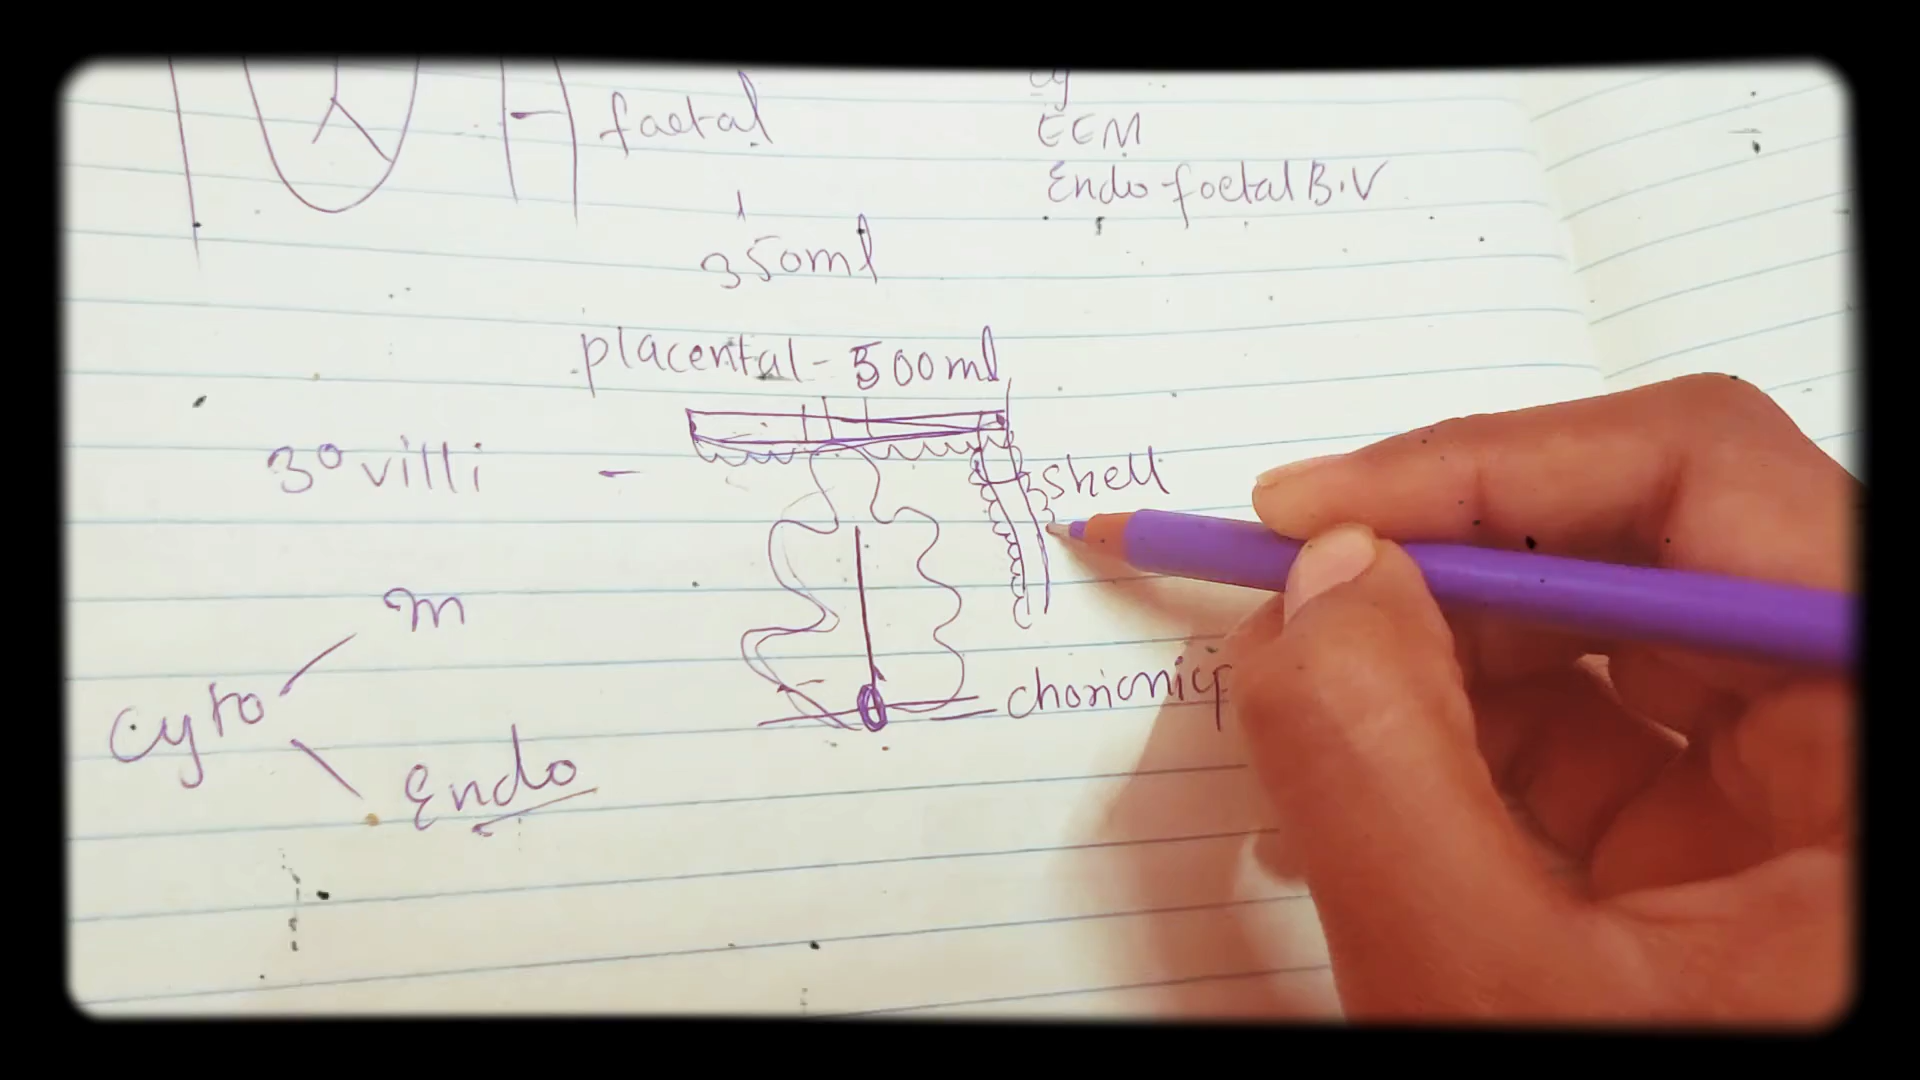 foetal
EEM
Endo-foetal B.V
350ml
placental - 500ml
3° villi -
shell
m
chorionic p
Cyto
Endo